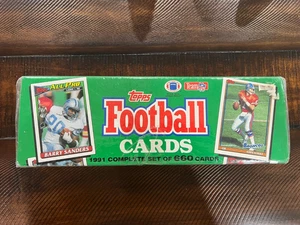 ALL-PRO
topps
Football
CARDS
1991 COMPLETE SET OF 660 CARDS
BARRY SANDERS